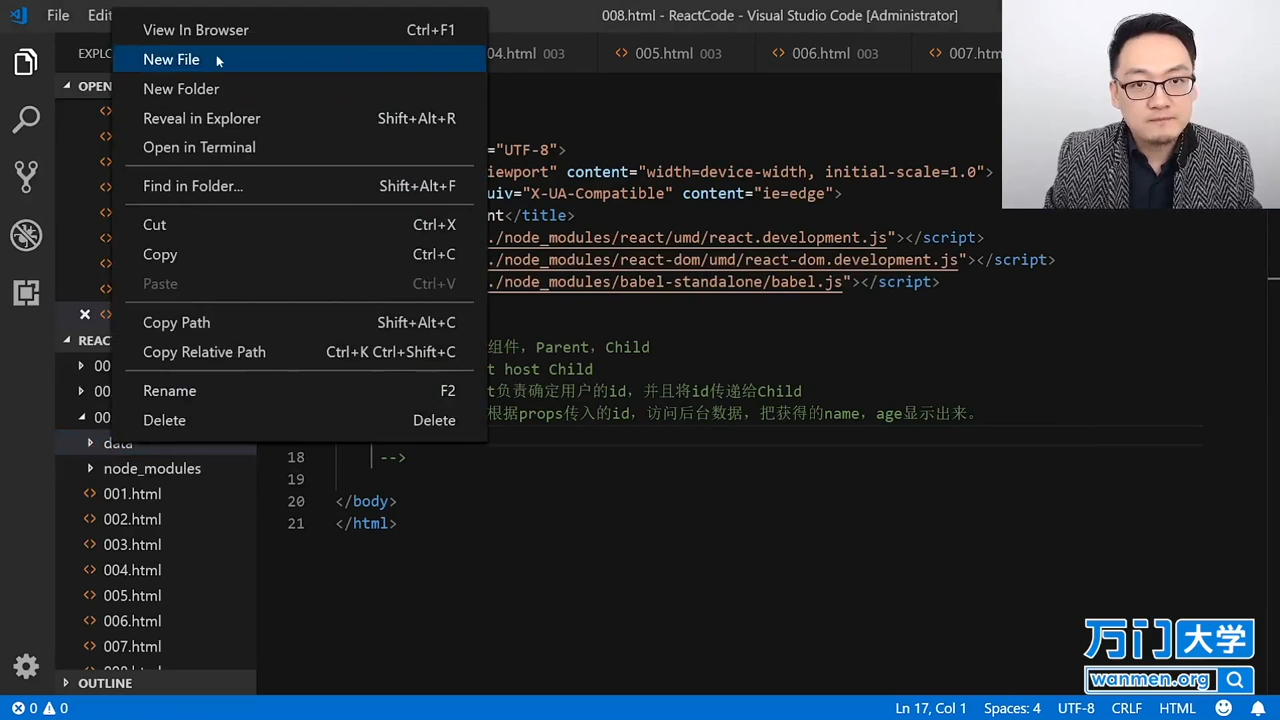 File
Edit
008.html - ReactCode - Visual Studio Code [Administrator]
View In Browser Ctrl+F1
New File
New Folder
Reveal in Explorer Shift+Alt+R
Open in Terminal
Find in Folder... Shift+Alt+F
Cut Ctrl+X
Copy Ctrl+C
Paste Ctrl+V
Copy Path Shift+Alt+C
Copy Relative Path Ctrl+K Ctrl+Shift+C
Rename F2
Delete Delete
EXPLO
04.html 003
005.html 003
006.html 003
007.htm
OPEN
REAC
00
00
00
data
node_modules
001.html
002.html
003.html
004.html
005.html
006.html
007.html
OUTLINE
="UTF-8">
iewport" content="width=device-width, initial-scale=1.0">
uiv="X-UA-Compatible" content="ie=edge">
nt</title>
./node_modules/react/umd/react.development.js"></script>
./node_modules/react-dom/umd/react-dom.development.js"></script>
./node_modules/babel-standalone/babel.js"></script>
组件，Parent，Child
t host Child
t负责确定用户的id，并且将id传递给Child
根据props传入的id，访问后台数据，把获得的name，age显示出来。
18 -->
19
20 </body>
21 </html>
万门大学
wanmen.org
0 0
Ln 17, Col 1 Spaces: 4 UTF-8 CRLF HTML